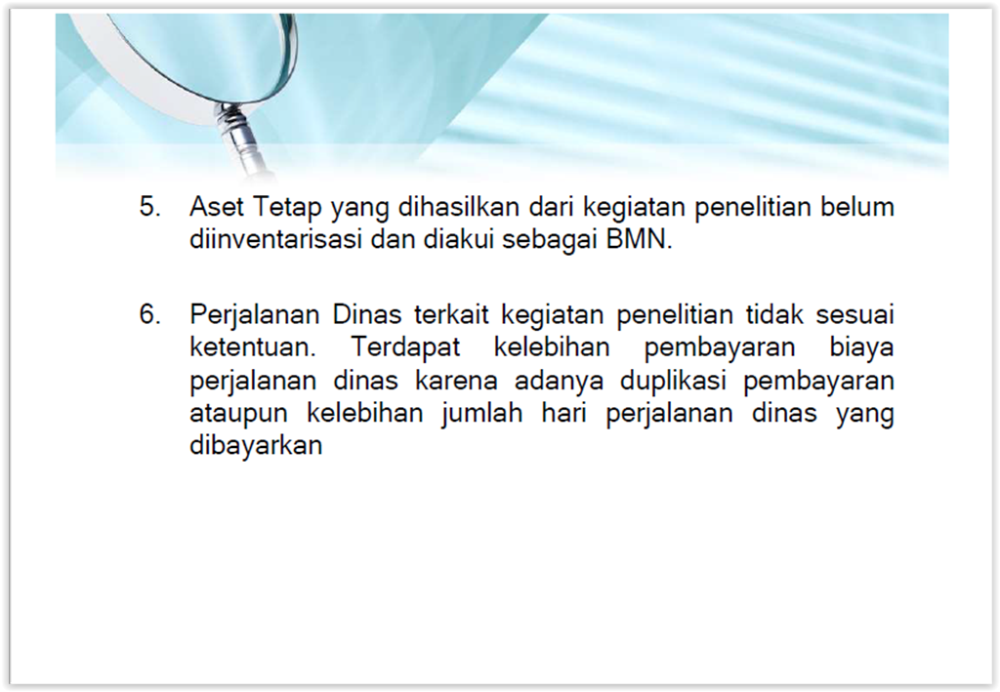 5. Aset Tetap yang dihasilkan dari kegiatan penelitian belum
diinventarisasi dan diakui sebagai BMN.
6. Perjalanan Dinas terkait kegiatan penelitian tidak sesuai
ketentuan. Terdapat kelebihan pembayaran biaya
perjalanan dinas karena adanya duplikasi pembayaran
ataupun kelebihan jumlah hari perjalanan dinas yang
dibayarkan